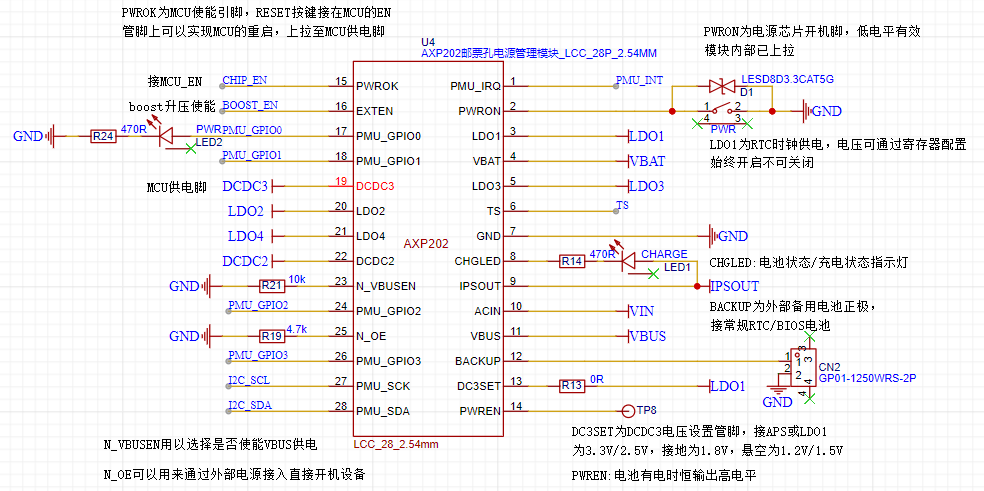 PWROK为MCU使能引脚，RESET按键接在MCU的EN
管脚上可以实现MCU的重启，上拉至MCU供电脚
U4
AXP202邮票孔电源管理模块_LCC_28P_2.54MM
PWRON为电源芯片开机脚，低电平有效
模块内部已上拉
接MCU_EN
CHIP_EN 15 PWROK
PMU_IRQ 1 PMU_INT
LESD8D3.3CAT5G
D1
boost升压使能
BOOST_EN 16 EXTEN
PWRON 2
1 2
4 3
PWR
GND
GND R24 470R PWR LED2
PMU_GPIO0 17 PMU_GPIO0
LDO1 3 LDO1
LDO1为RTC时钟供电，电压可通过寄存器配置
始终开启不可关闭
PMU_GPIO1 18 PMU_GPIO1
VBAT 4 VBAT
MCU供电脚
DCDC3 19 DCDC3
LDO3 5 LDO3
LDO2 20 LDO2
TS 6 TS
LDO4 21 LDO4
AXP202
GND 7 GND
DCDC2 22 DCDC2
CHGLED 8 R14 470R CHARGE LED1
CHGLED:电池状态/充电状态指示灯
GND R21 10k 23 N_VBUSEN
IPSOUT 9 IPSOUT
PMU_GPIO2 24 PMU_GPIO2
ACIN 10 VIN
BACKUP为外部备用电池正极，
接常规RTC/BIOS电池
GND R19 4.7k 25 N_OE
VBUS 11 VBUS
PMU_GPIO3 26 PMU_GPIO3
BACKUP 12
1 1 3 3
2 2 4 4
CN2
GP01-1250WRS-2P
GND
I2C_SCL 27 PMU_SCK
DC3SET 13 R13 0R LDO1
I2C_SDA 28 PMU_SDA
PWREN 14 TP8
LCC_28_2.54mm
N_VBUSEN用以选择是否使能VBUS供电
N_OE可以用来通过外部电源接入直接开机设备
DC3SET为DCDC3电压设置管脚，接APS或LDO1
为3.3V/2.5V，接地为1.8V，悬空为1.2V/1.5V
PWREN:电池有电时恒输出高电平